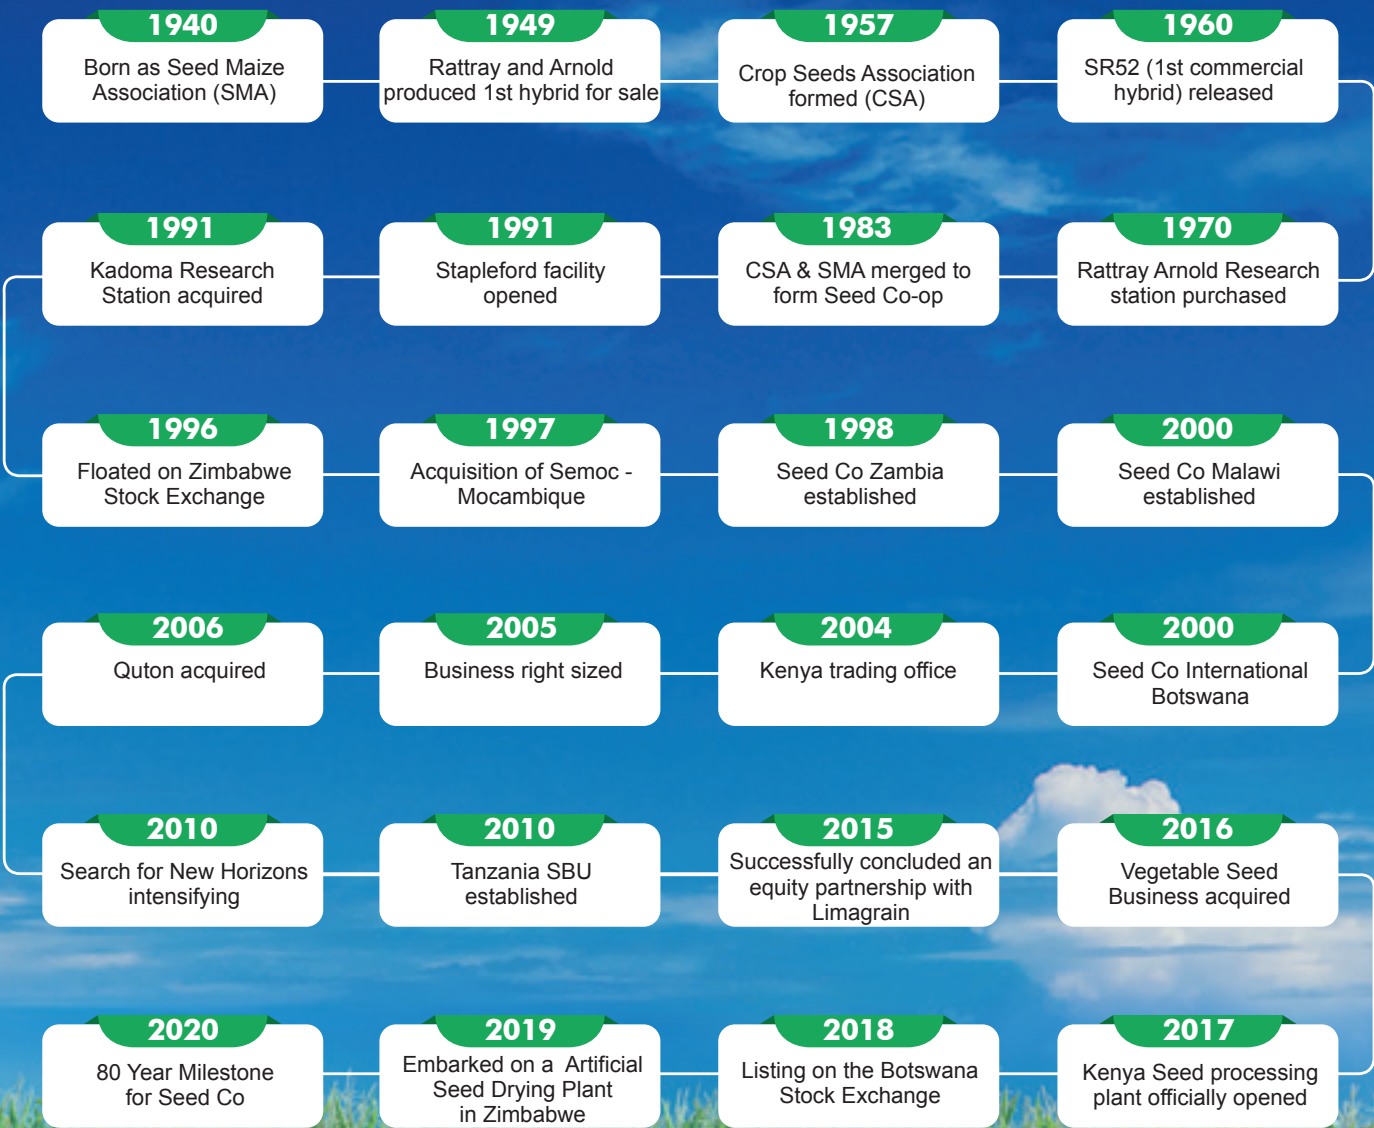 1940
Born as Seed Maize
Association (SMA)
1949
Rattray and Arnold
produced 1st hybrid for sale
1957
Crop Seeds Association
formed (CSA)
1960
SR52 (1st commercial
hybrid) released
1970
Rattray Arnold Research
station purchased
1983
CSA & SMA merged to
form Seed Co-op
1991
Stapleford facility
opened
1991
Kadoma Research
Station acquired
1996
Floated on Zimbabwe
Stock Exchange
1997
Acquisition of Semoc -
Mocambique
1998
Seed Co Zambia
established
2000
Seed Co Malawi
established
2000
Seed Co International
Botswana
2004
Kenya trading office
2005
Business right sized
2006
Quton acquired
2010
Search for New Horizons
intensifying
2010
Tanzania SBU
established
2015
Successfully concluded an
equity partnership with
Limagrain
2016
Vegetable Seed
Business acquired
2017
Kenya Seed processing
plant officially opened
2018
Listing on the Botswana
Stock Exchange
2019
Embarked on a Artificial
Seed Drying Plant
in Zimbabwe
2020
80 Year Milestone
for Seed Co